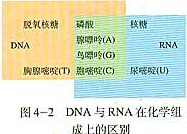 脱氧核糖 磷酸 核糖
腺嘌呤(A)
DNA 鸟嘌呤(G) RNA
胸腺嘧啶(T) 胞嘧啶(C) 尿嘧啶(U)
图4-2 DNA与RNA在化学组
成上的区别